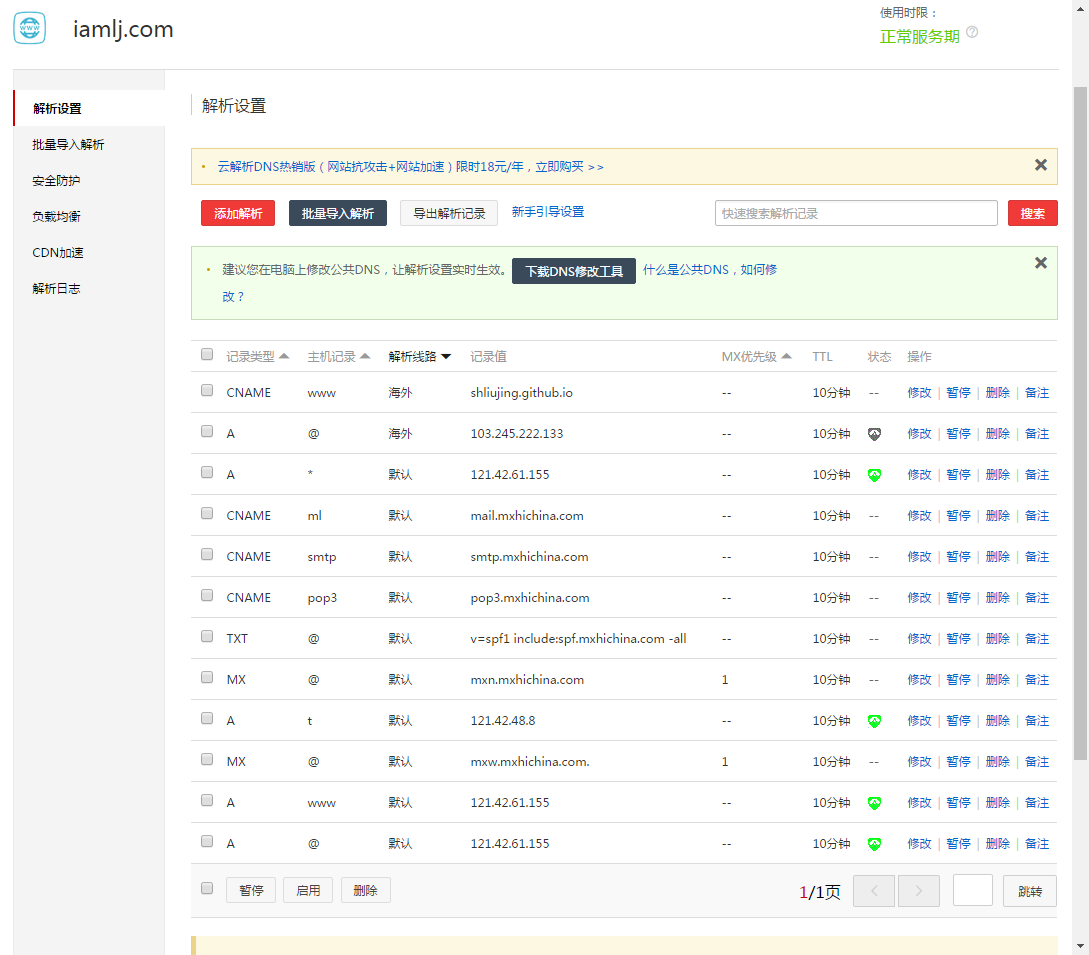 www
iamlj.com
使用时限：
正常服务期
解析设置
批量导入解析
安全防护
负载均衡
CDN加速
解析日志
解析设置
云解析DNS热销版（网站抗攻击+网站加速）限时18元/年，立即购买 >>
添加解析 批量导入解析 导出解析记录 新手引导设置 快速搜索解析记录 搜索
建议您在电脑上修改公共DNS，让解析设置实时生效。 下载DNS修改工具 什么是公共DNS，如何修
改？
记录类型 主机记录 解析线路 记录值 MX优先级 TTL 状态 操作
CNAME www 海外 shliujing.github.io -- 10分钟 -- 修改 | 暂停 | 删除 | 备注
A @ 海外 103.245.222.133 -- 10分钟 修改 | 暂停 | 删除 | 备注
A * 默认 121.42.61.155 -- 10分钟 修改 | 暂停 | 删除 | 备注
CNAME ml 默认 mail.mxhichina.com -- 10分钟 -- 修改 | 暂停 | 删除 | 备注
CNAME smtp 默认 smtp.mxhichina.com -- 10分钟 -- 修改 | 暂停 | 删除 | 备注
CNAME pop3 默认 pop3.mxhichina.com -- 10分钟 -- 修改 | 暂停 | 删除 | 备注
TXT @ 默认 v=spf1 include:spf.mxhichina.com -all -- 10分钟 -- 修改 | 暂停 | 删除 | 备注
MX @ 默认 mxn.mxhichina.com 1 10分钟 -- 修改 | 暂停 | 删除 | 备注
A t 默认 121.42.48.8 -- 10分钟 修改 | 暂停 | 删除 | 备注
MX @ 默认 mxw.mxhichina.com. 1 10分钟 -- 修改 | 暂停 | 删除 | 备注
A www 默认 121.42.61.155 -- 10分钟 修改 | 暂停 | 删除 | 备注
A @ 默认 121.42.61.155 -- 10分钟 修改 | 暂停 | 删除 | 备注
暂停 启用 删除 1/1页 < > 跳转